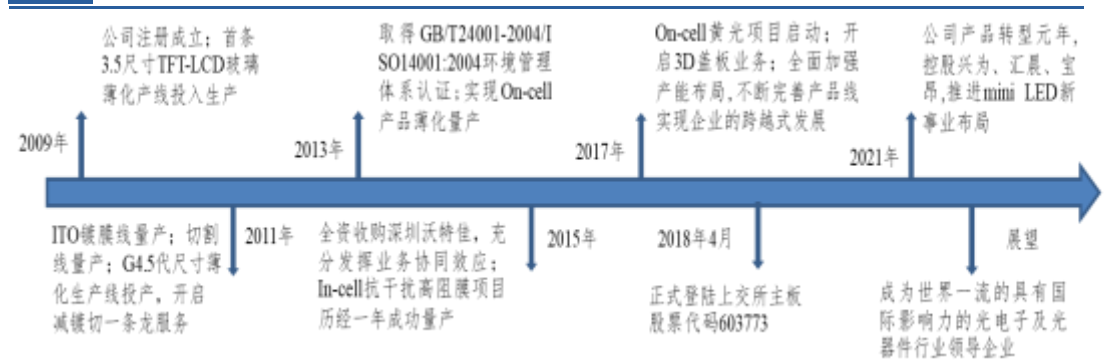 公司注册成立；首条
3.5尺寸TFT-LCD玻璃
薄化产线投入生产
2009年
取得GB/T24001-2004/I
SO14001:2004环境管理
体系认证;实现On-cell
产品薄化量产
2013年
On-cell黄光项目启动；开
启3D盖板业务；全面加强
产能布局,不断完善产品线
实现企业的跨越式发展
2017年
公司产品转型元年,
控股兴为、汇晨、宝
昂,推进mini LED新
事业布局
2021年
ITO镀膜线量产；切割
线量产；G4.5代尺寸薄
化生产线投产，开启
减镀切一条龙服务
2011年
全资收购深圳沃特佳，充
分发挥业务协同效应；
In-cell抗干扰高阻膜项目
历经一年成功量产
2015年
2018年4月
正式登陆上交所主板
股票代码603773
展望
成为世界一流的具有国
际影响力的光电子及光
器件行业领导企业